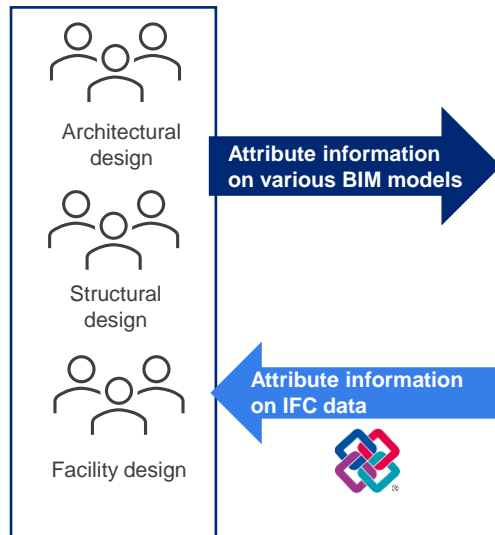 Architectural
design
Attribute information
on various BIM models
Structural
design
Attribute information
on IFC data
Facility design
®